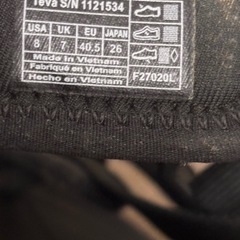 Teva S/N 1121534
USA UK EU JAPAN
8 7 40.5 26
Made in Vietnam
Fabriqué en Vietnam
Hecho en Vietnam F27020L